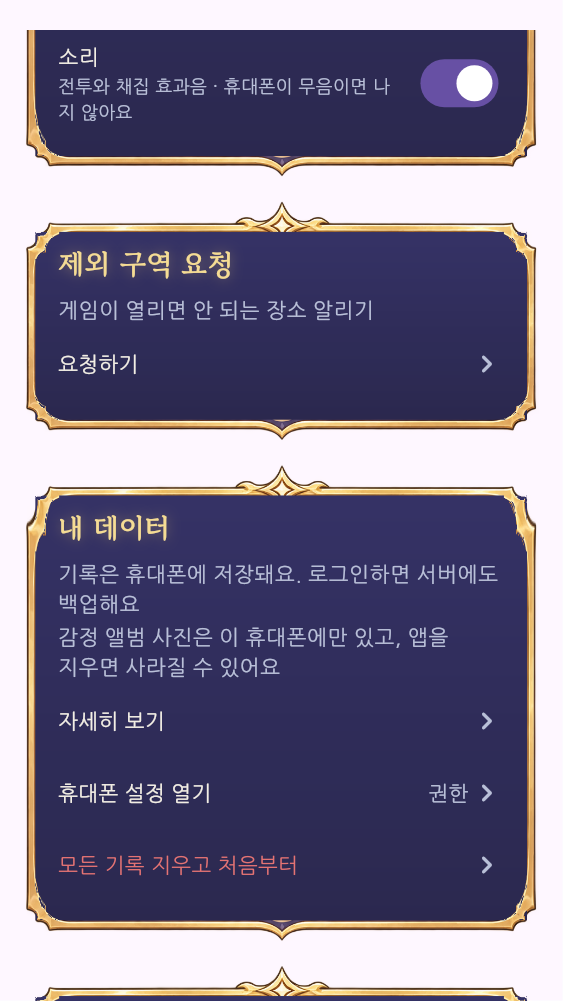 소리
전투와 채집 효과음 · 휴대폰이 무음이면 나
지 않아요
제외 구역 요청
게임이 열리면 안 되는 장소 알리기
요청하기
내 데이터
기록은 휴대폰에 저장돼요. 로그인하면 서버에도
백업해요
감정 앨범 사진은 이 휴대폰에만 있고, 앱을
지우면 사라질 수 있어요
자세히 보기
휴대폰 설정 열기 권한
모든 기록 지우고 처음부터